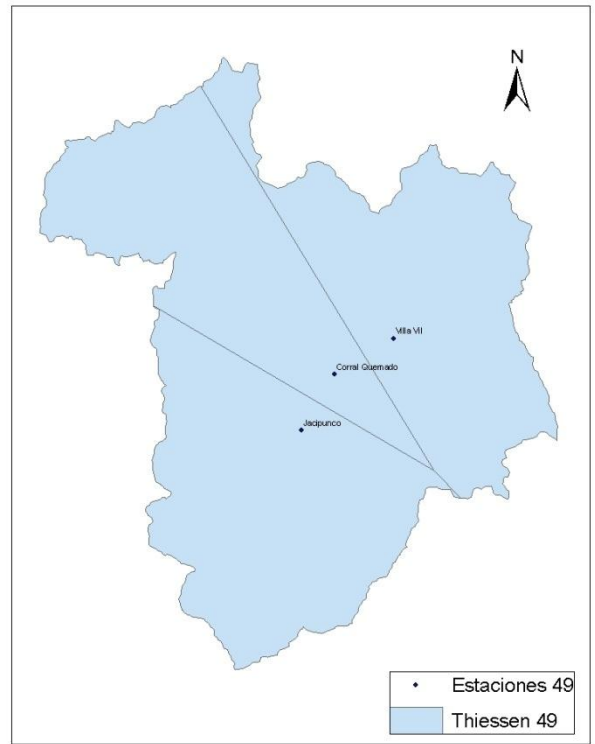 N
Villa Vil
Corral Quemado
Jacipunco
Estaciones 49
Thiessen 49